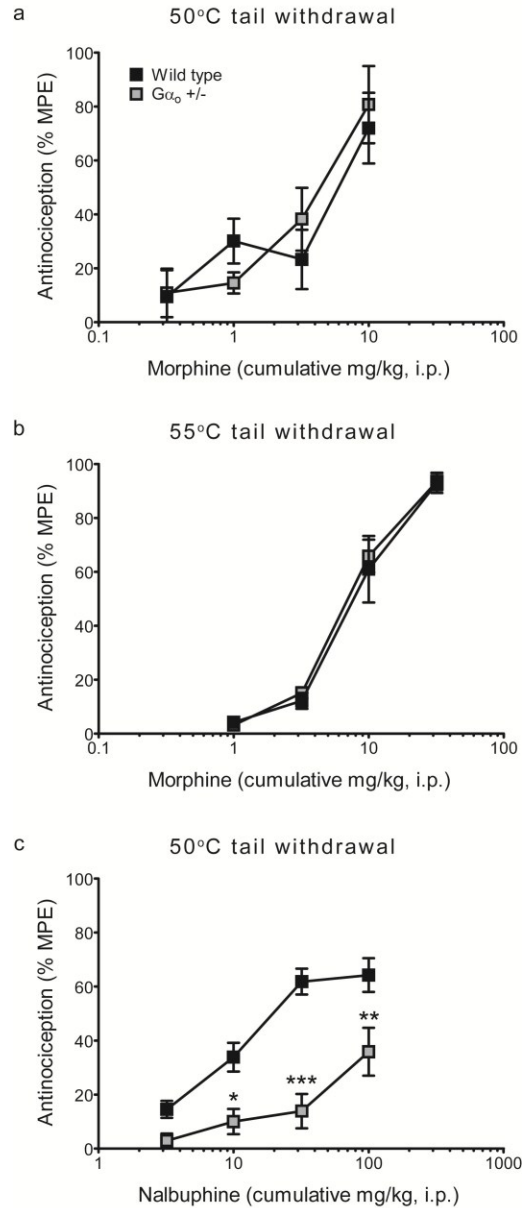 a
50°C tail withdrawal
Wild type
Gαₒ +/-
Antinociception (% MPE)
100
80
60
40
20
0
0.1
1
10
100
Morphine (cumulative mg/kg, i.p.)
b
55°C tail withdrawal
Antinociception (% MPE)
100
80
60
40
20
0
0.1
1
10
100
Morphine (cumulative mg/kg, i.p.)
c
50°C tail withdrawal
Antinociception (% MPE)
100
80
60
40
20
0
*
***
**
1
10
100
1000
Nalbuphine (cumulative mg/kg, i.p.)